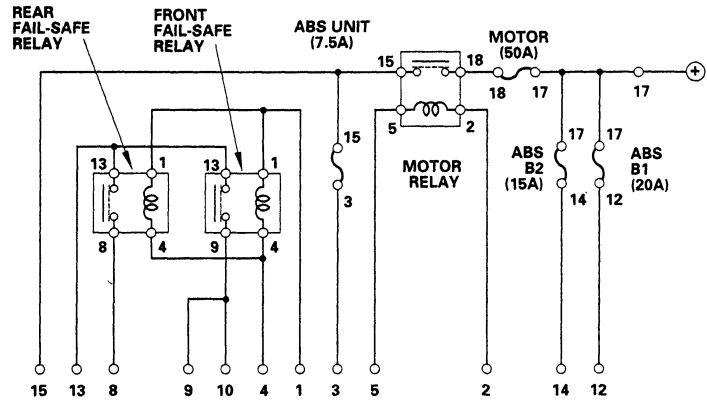 REAR
FAIL-SAFE
RELAY
FRONT
FAIL-SAFE
RELAY
ABS UNIT
(7.5A)
MOTOR
(50A)
15
18
18
17
17
+
5
2
MOTOR
RELAY
15
3
ABS
B2
(15A)
17
14
17
12
ABS
B1
(20A)
13
1
13
1
8
4
9
4
15
13
8
9
10
4
1
3
5
2
14
12